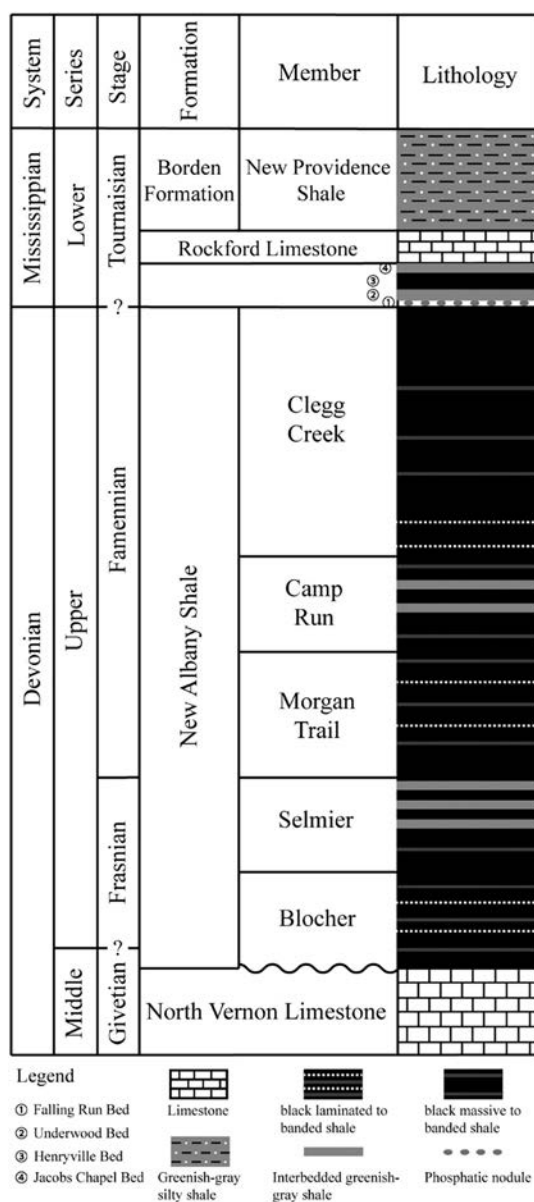 System
Series
Stage
Formation
Member
Lithology
Mississippian
Lower
Tournaisian
Borden
Formation
New Providence
Shale
Rockford Limestone
④
③
②
①
?
Devonian
Upper
Famennian
New Albany Shale
Clegg
Creek
Camp
Run
Morgan
Trail
Frasnian
Selmier
Blocher
?
Middle
Givetian
North Vernon Limestone
Legend
① Falling Run Bed
② Underwood Bed
③ Henryville Bed
④ Jacobs Chapel Bed
Limestone
Greenish-gray
silty shale
black laminated to
banded shale
Interbedded greenish-
gray shale
black massive to
banded shale
Phosphatic nodule